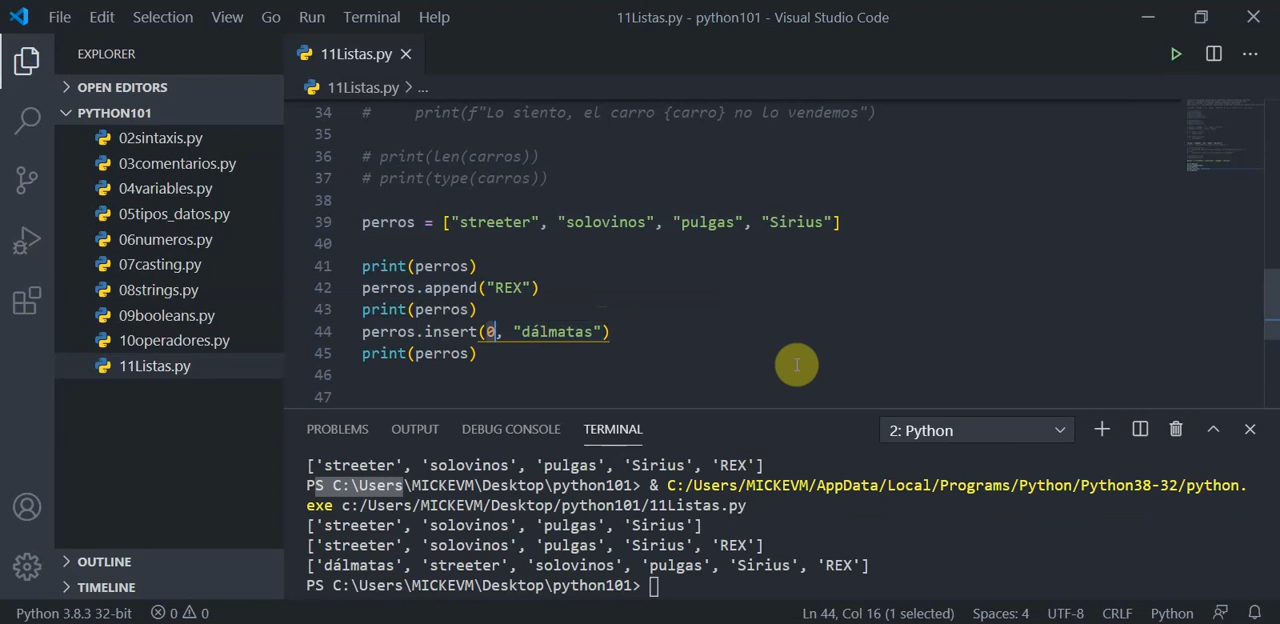 File Edit Selection View Go Run Terminal Help 11Listas.py - python101 - Visual Studio Code
EXPLORER
OPEN EDITORS
PYTHON101
02sintaxis.py
03comentarios.py
04variables.py
05tipos_datos.py
06numeros.py
07casting.py
08strings.py
09booleans.py
10operadores.py
11Listas.py
OUTLINE
TIMELINE
11Listas.py
11Listas.py > ...
34 # print(f"Lo siento, el carro {carro} no lo vendemos")
35
36 # print(len(carros))
37 # print(type(carros))
38
39 perros = ["streeter", "solovinos", "pulgas", "Sirius"]
40
41 print(perros)
42 perros.append("REX")
43 print(perros)
44 perros.insert(0, "dálmatas")
45 print(perros)
46
47
PROBLEMS OUTPUT DEBUG CONSOLE TERMINAL 2: Python
['streeter', 'solovinos', 'pulgas', 'Sirius', 'REX']
PS C:\Users\MICKEVM\Desktop\python101> & C:/Users/MICKEVM/AppData/Local/Programs/Python/Python38-32/python.
exe c:/Users/MICKEVM/Desktop/python101/11Listas.py
['streeter', 'solovinos', 'pulgas', 'Sirius']
['streeter', 'solovinos', 'pulgas', 'Sirius', 'REX']
['dálmatas', 'streeter', 'solovinos', 'pulgas', 'Sirius', 'REX']
PS C:\Users\MICKEVM\Desktop\python101>
Python 3.8.3 32-bit 0 0 Ln 44, Col 16 (1 selected) Spaces: 4 UTF-8 CRLF Python